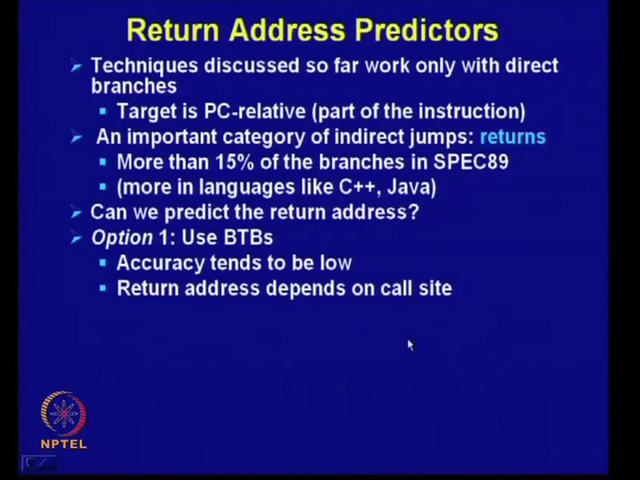 Return Address Predictors
Techniques discussed so far work only with direct
branches
Target is PC-relative (part of the instruction)
An important category of indirect jumps: returns
More than 15% of the branches in SPEC89
(more in languages like C++, Java)
Can we predict the return address?
Option 1: Use BTBs
Accuracy tends to be low
Return address depends on call site
NPTEL